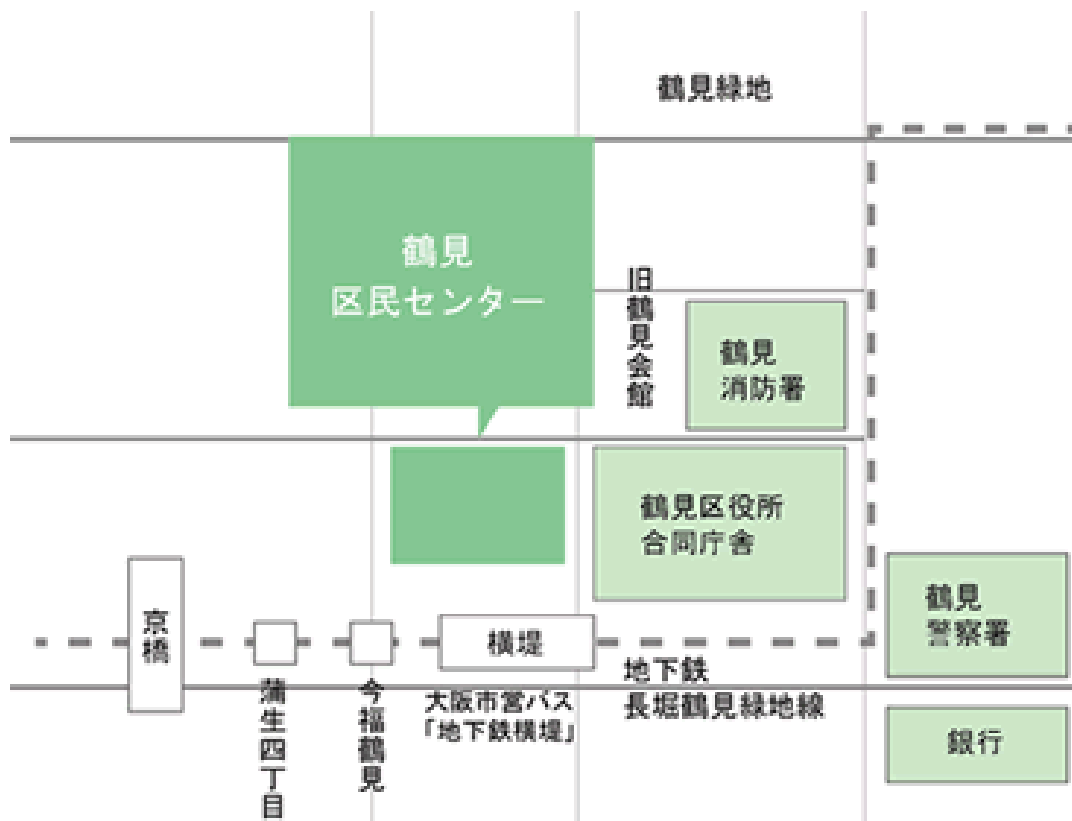 鶴見緑地
鶴見
区民センター
旧鶴見会館
鶴見
消防署
鶴見区役所
合同庁舎
鶴見
警察署
京橋
横堤
地下鉄
長堀鶴見緑地線
蒲生四丁目
今福鶴見
大阪市営バス
「地下鉄横堤」
銀行